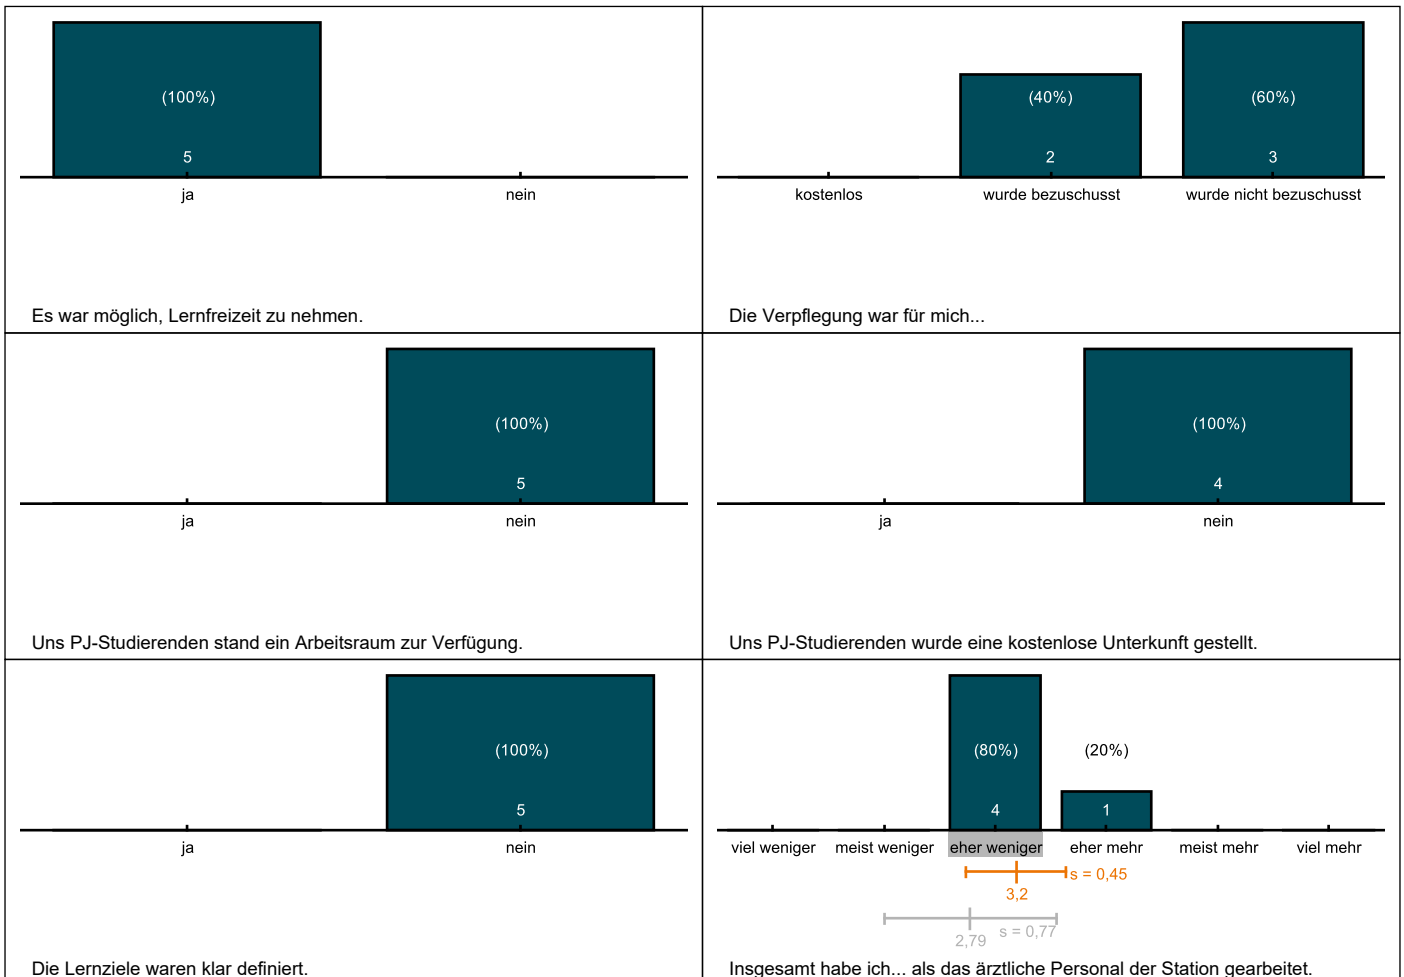 (100%)
5
ja nein
Es war möglich, Lernfreizeit zu nehmen.
(40%) (60%)
2 3
kostenlos wurde bezuschusst wurde nicht bezuschusst
Die Verpflegung war für mich...
(100%)
5
ja nein
Uns PJ-Studierenden stand ein Arbeitsraum zur Verfügung.
(100%)
4
ja nein
Uns PJ-Studierenden wurde eine kostenlose Unterkunft gestellt.
(100%)
5
ja nein
Die Lernziele waren klar definiert.
(80%) (20%)
4 1
viel weniger meist weniger eher weniger eher mehr meist mehr viel mehr
s = 0,45
3,2
2,79 s = 0,77
Insgesamt habe ich... als das ärztliche Personal der Station gearbeitet.